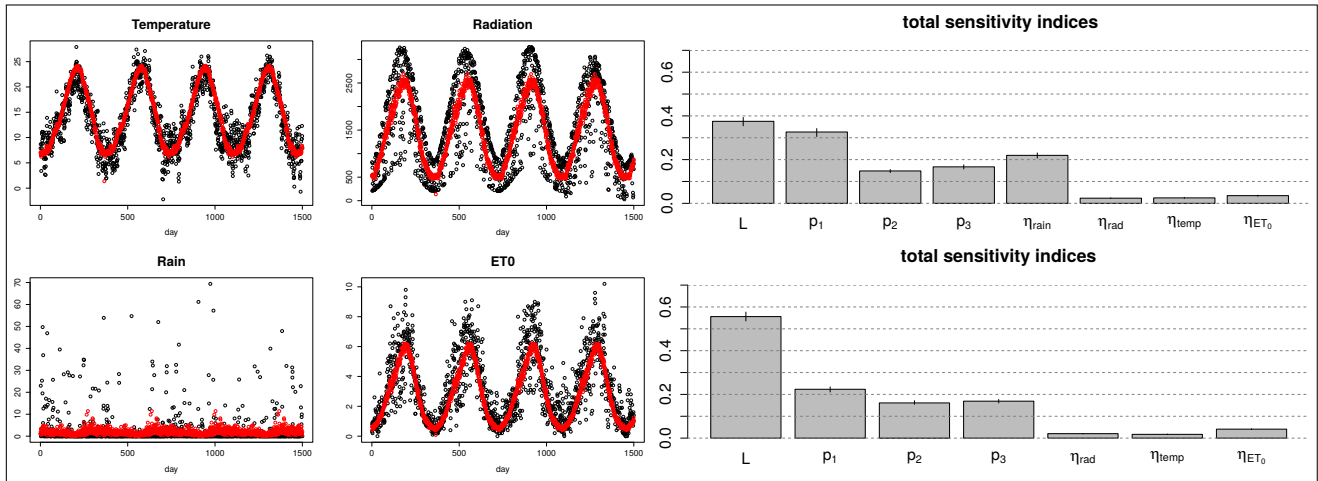 Temperature
0 5 10 15 20 25
0 500 1000 1500
day
Radiation
0 500 1500 2500
0 500 1000 1500
day
Rain
0 10 20 30 40 50 60 70
0 500 1000 1500
day
ET0
0 2 4 6 8 10
0 500 1000 1500
day
total sensitivity indices
0.0 0.2 0.4 0.6
L p1 p2 p3 ηrain ηrad ηtemp ηET0
total sensitivity indices
0.0 0.2 0.4 0.6
L p1 p2 p3 ηrad ηtemp ηET0